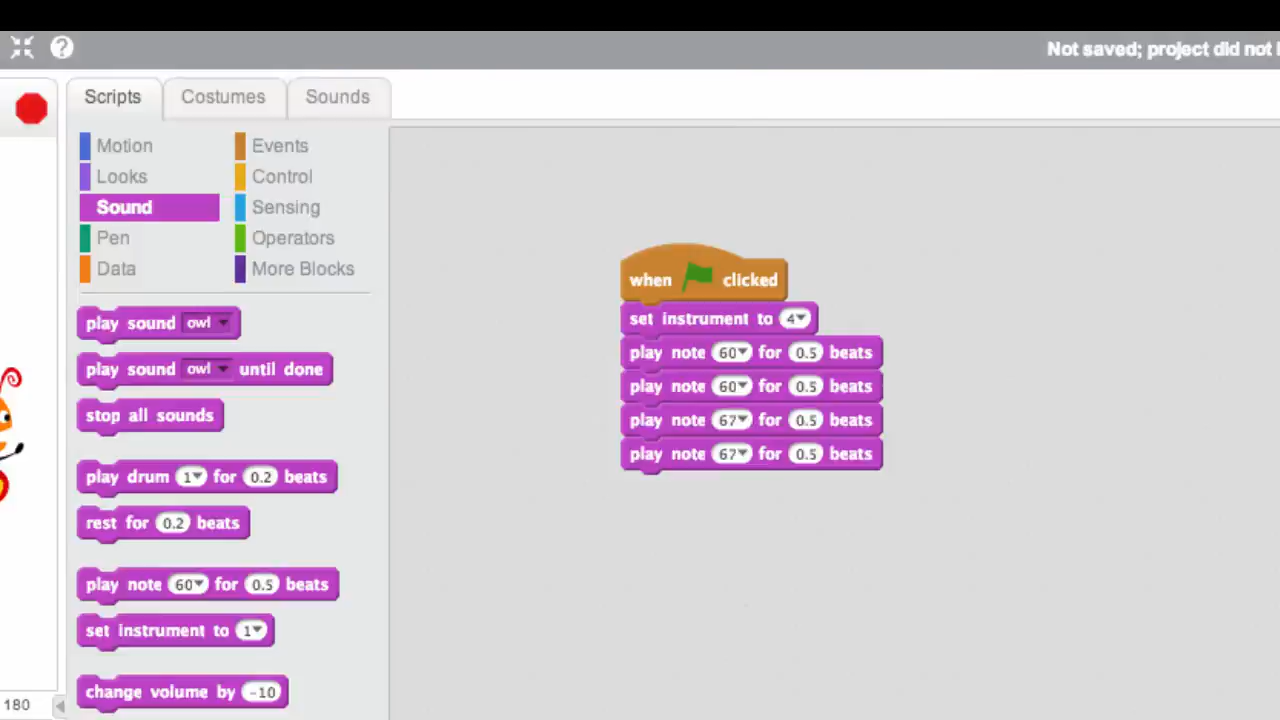 ?
Not saved; project did not
Scripts
Costumes
Sounds
Motion
Events
Looks
Control
Sound
Sensing
Pen
Operators
Data
More Blocks
play sound owl
play sound owl until done
stop all sounds
play drum 1 for 0.2 beats
rest for 0.2 beats
play note 60 for 0.5 beats
set instrument to 1
change volume by -10
180
when clicked
set instrument to 4
play note 60 for 0.5 beats
play note 60 for 0.5 beats
play note 67 for 0.5 beats
play note 67 for 0.5 beats